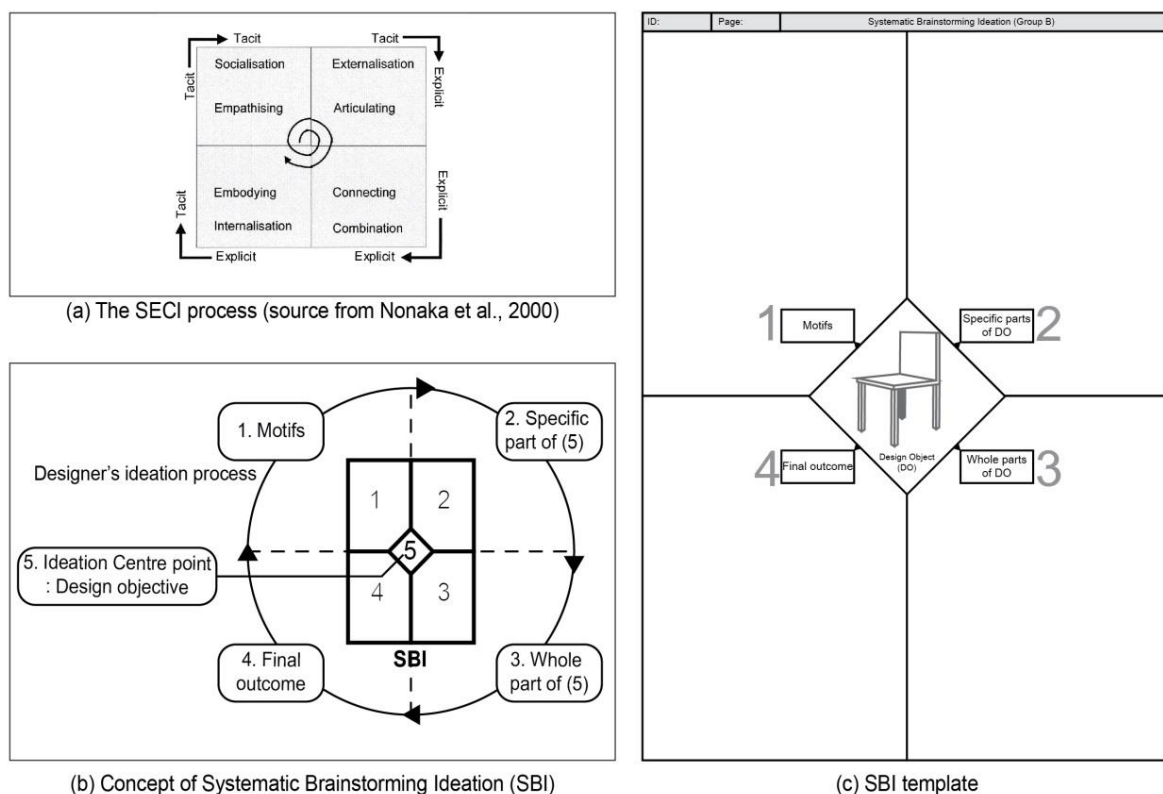 Tacit
Tacit
Tacit
Explicit
Socialisation
Externalisation
Empathising
Articulating
Embodying
Connecting
Internalisation
Combination
Tacit
Explicit
Explicit
Explicit
(a) The SECI process (source from Nonaka et al., 2000)
1. Motifs
2. Specific
part of (5)
Designer's ideation process
1
2
5
5. Ideation Centre point
: Design objective
4
3
4. Final
outcome
SBI
3. Whole
part of (5)
(b) Concept of Systematic Brainstorming Ideation (SBI)
ID:
Page:
Systematic Brainstorming Ideation (Group B)
1
Motifs
Specific parts
of DO
2
Design Object
(DO)
4
Final outcome
Whole parts
of DO
3
(c) SBI template